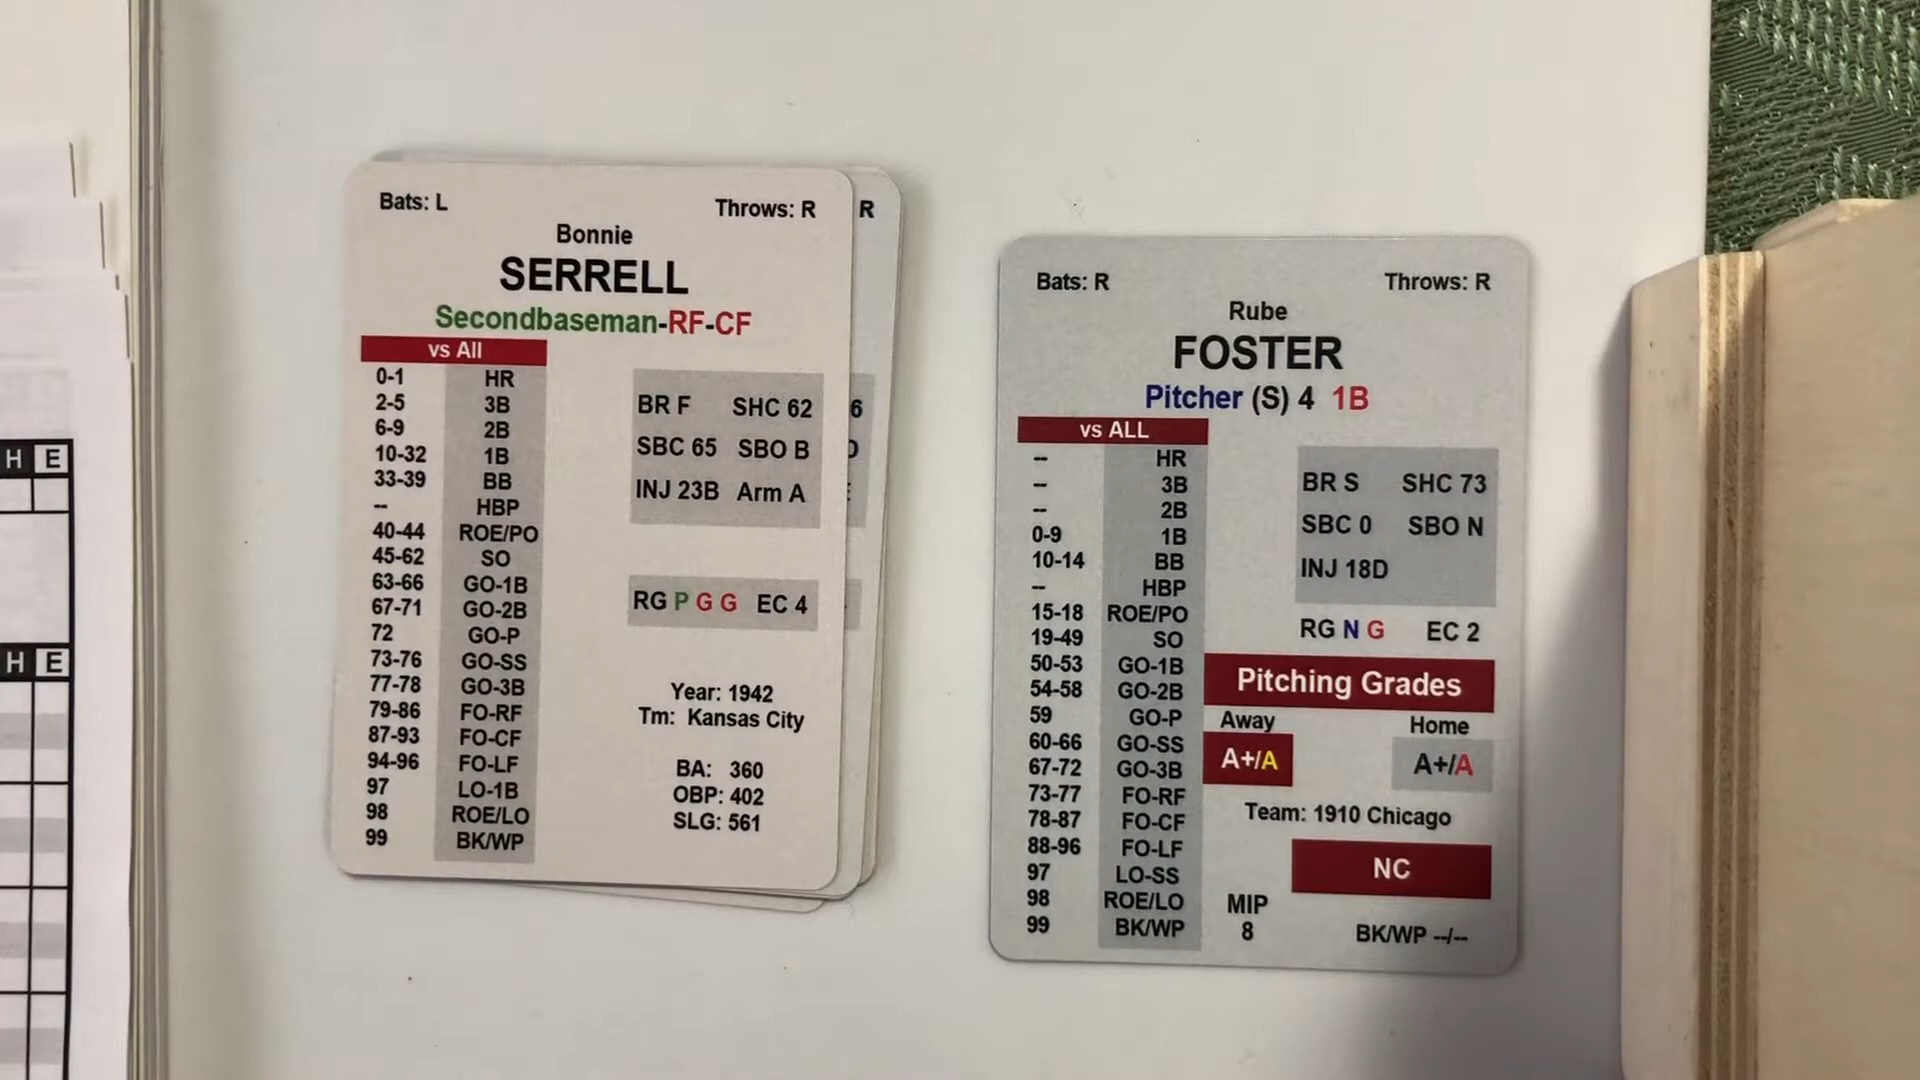 H E
H E
Bats: L Throws: R
Bonnie
SERRELL
Secondbaseman-RF-CF
vs All
0-1 HR
2-5 3B
6-9 2B
10-32 1B
33-39 BB
-- HBP
40-44 ROE/PO
45-62 SO
63-66 GO-1B
67-71 GO-2B
72 GO-P
73-76 GO-SS
77-78 GO-3B
79-86 FO-RF
87-93 FO-CF
94-96 FO-LF
97 LO-1B
98 ROE/LO
99 BK/WP
BR F SHC 62
SBC 65 SBO B
INJ 23B Arm A
RG P G G EC 4
Year: 1942
Tm: Kansas City
BA: 360
OBP: 402
SLG: 561
R
6
Bats: R Throws: R
Rube
FOSTER
Pitcher (S) 4 1B
vs ALL
-- HR
-- 3B
-- 2B
0-9 1B
10-14 BB
-- HBP
15-18 ROE/PO
19-49 SO
50-53 GO-1B
54-58 GO-2B
59 GO-P
60-66 GO-SS
67-72 GO-3B
73-77 FO-RF
78-87 FO-CF
88-96 FO-LF
97 LO-SS
98 ROE/LO
99 BK/WP
BR S SHC 73
SBC 0 SBO N
INJ 18D
RG N G EC 2
Pitching Grades
Away Home
A+/A A+/A
Team: 1910 Chicago
NC
MIP
8
BK/WP --/--